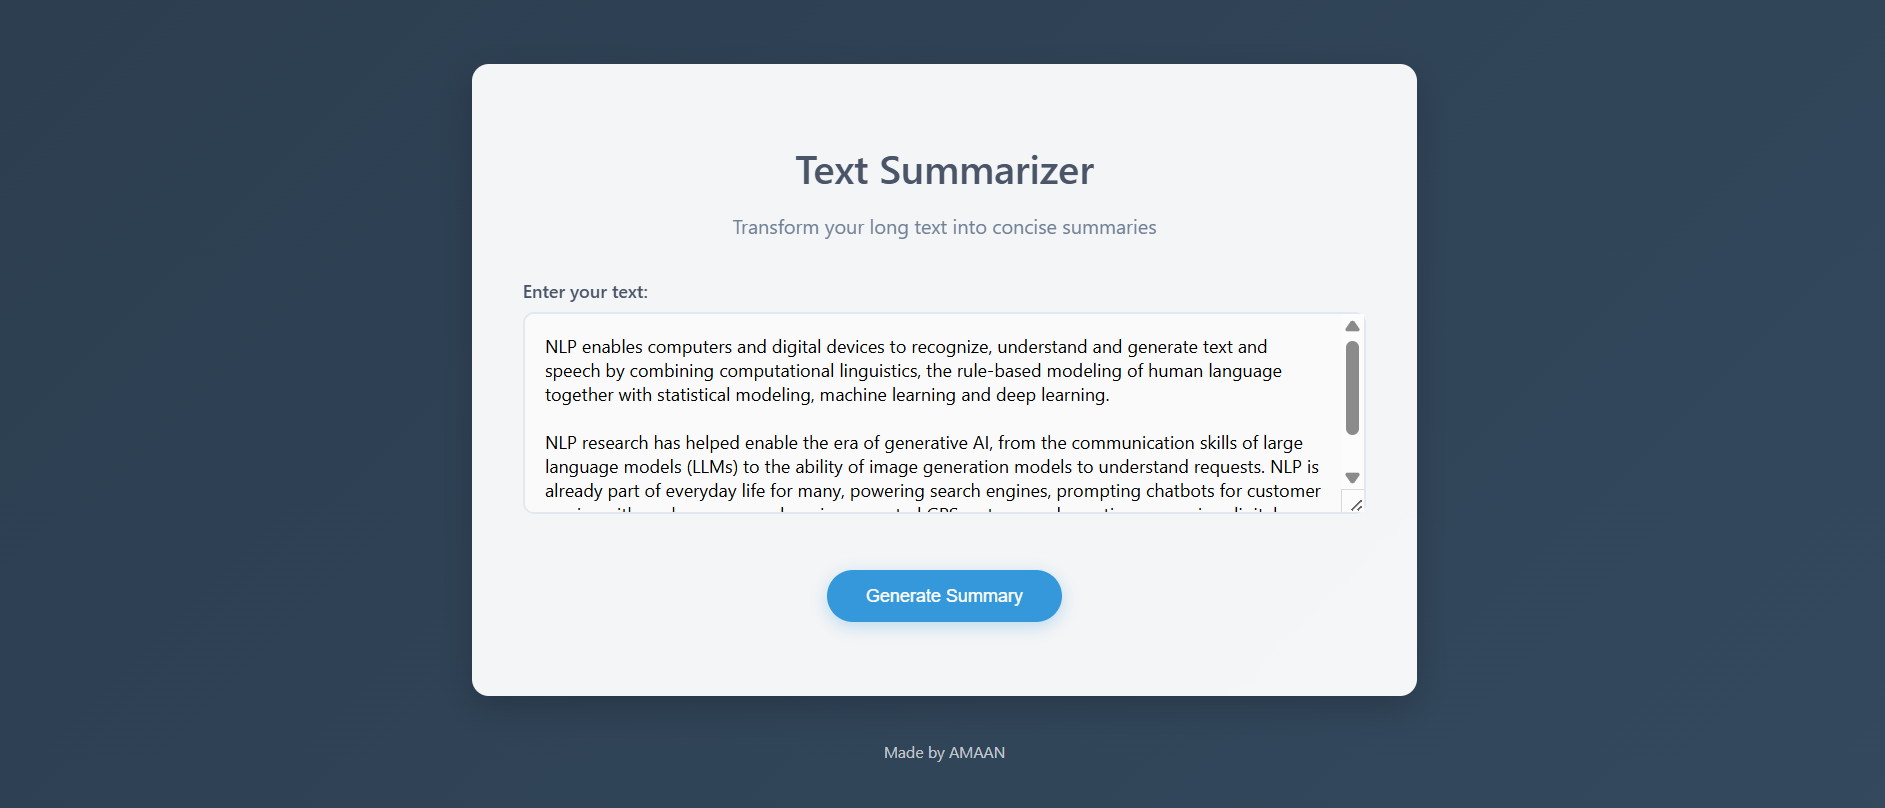 Text Summarizer
Transform your long text into concise summaries
Enter your text:
NLP enables computers and digital devices to recognize, understand and generate text and
speech by combining computational linguistics, the rule-based modeling of human language
together with statistical modeling, machine learning and deep learning.
NLP research has helped enable the era of generative AI, from the communication skills of large
language models (LLMs) to the ability of image generation models to understand requests. NLP is
already part of everyday life for many, powering search engines, prompting chatbots for customer
Generate Summary
Made by AMAAN